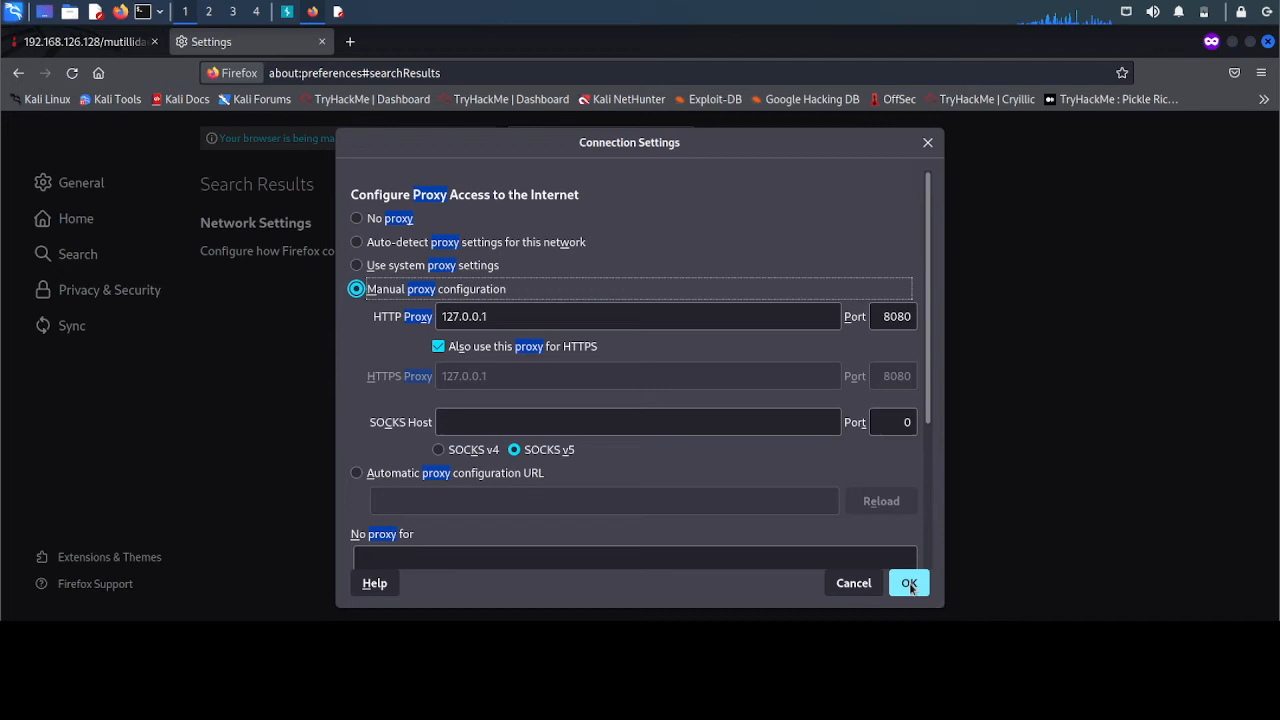 1 2 3 4
192.168.126.128/mutillida
Settings
Firefox about:preferences#searchResults
Kali Linux Kali Tools Kali Docs Kali Forums TryHackMe | Dashboard TryHackMe | Dashboard Kali NetHunter Exploit-DB Google Hacking DB OffSec TryHackMe | Cryillic TryHackMe : Pickle Ric...
Your browser is being ma
General
Home
Search
Privacy & Security
Sync
Extensions & Themes
Firefox Support
Search Results
Network Settings
Configure how Firefox co
Connection Settings
Configure Proxy Access to the Internet
No proxy
Auto-detect proxy settings for this network
Use system proxy settings
Manual proxy configuration
HTTP Proxy 127.0.0.1 Port 8080
Also use this proxy for HTTPS
HTTPS Proxy 127.0.0.1 Port 8080
SOCKS Host Port 0
SOCKS v4 SOCKS v5
Automatic proxy configuration URL
Reload
No proxy for
Help Cancel OK